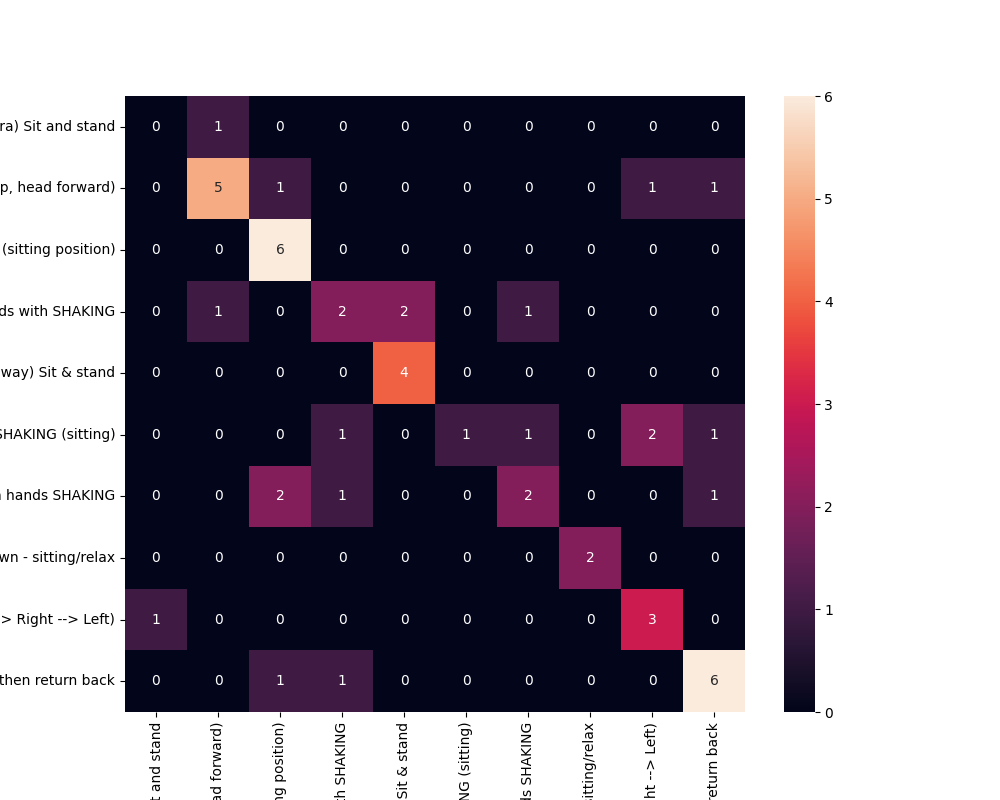 6
ra) Sit and stand 0 1 0 0 0 0 0 0 0 0
5
p, head forward) 0 5 1 0 0 0 0 0 1 1
(sitting position) 0 0 6 0 0 0 0 0 0 0
4
ds with SHAKING 0 1 0 2 2 0 1 0 0 0
way) Sit & stand 0 0 0 0 4 0 0 0 0 0
3
SHAKING (sitting) 0 0 0 1 0 1 1 0 2 1
hands SHAKING 0 0 2 1 0 0 2 0 0 1
2
wn - sitting/relax 0 0 0 0 0 0 0 2 0 0
1
> Right --> Left) 1 0 0 0 0 0 0 0 3 0
then return back 0 0 1 1 0 0 0 0 0 6
0
t and stand
ad forward)
ng position)
th SHAKING
Sit & stand
NG (sitting)
ds SHAKING
sitting/relax
ht --> Left)
return back